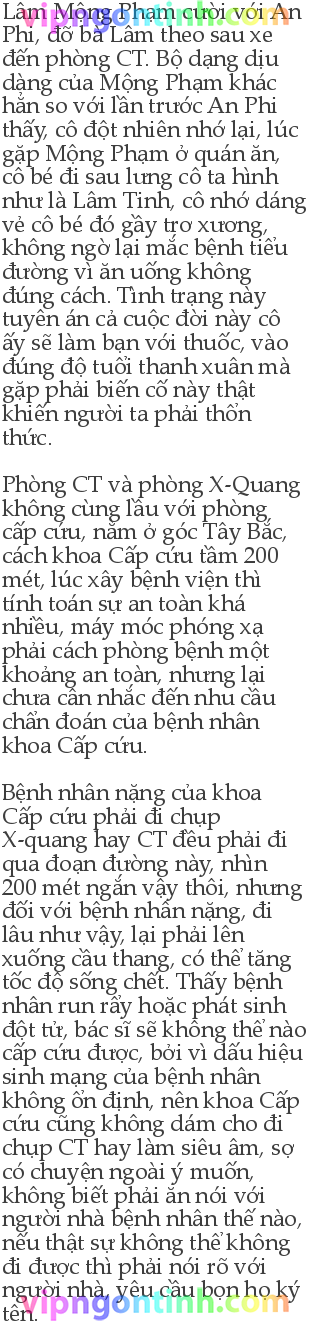 vipngontinh.com
Lâm Mộng Phạm cười với An
Phi, đỡ bà Lâm theo sau xe
đến phòng CT. Bộ dạng dịu
dàng của Mộng Phạm khác
hẳn so với lần trước An Phi
thấy, cô đột nhiên nhớ lại, lúc
gặp Mộng Phạm ở quán ăn,
cô bé đi sau lưng cô ta hình
như là Lâm Tinh, cô nhớ dáng
vẻ cô bé đó gầy trơ xương,
không ngờ lại mắc bệnh tiểu
đường vì ăn uống không
đúng cách. Tình trạng này
tuyên án cả cuộc đời này cô
ấy sẽ làm bạn với thuốc, vào
đúng độ tuổi thanh xuân mà
gặp phải biến cố này thật
khiến người ta phải thổn
thức.
Phòng CT và phòng X-Quang
không cùng lầu với phòng
cấp cứu, nằm ở góc Tây Bắc,
cách khoa Cấp cứu tầm 200
mét, lúc xây bệnh viện thì
tính toán sự an toàn khá
nhiều, máy móc phóng xạ
phải cách phòng bệnh một
khoảng an toàn, nhưng lại
chưa cân nhắc đến nhu cầu
chẩn đoán của bệnh nhân
khoa Cấp cứu.
Bệnh nhân nặng của khoa
Cấp cứu phải đi chụp
X-quang hay CT đều phải đi
qua đoạn đường này, nhìn
200 mét ngắn vậy thôi, nhưng
đối với bệnh nhân nặng, đi
lâu như vậy, lại phải lên
xuống cầu thang, có thể tăng
tốc độ sống chết. Thấy bệnh
nhân run rẩy hoặc phát sinh
đột tử, bác sĩ sẽ không thể nào
cấp cứu được, bởi vì dấu hiệu
sinh mạng của bệnh nhân
không ổn định, nên khoa Cấp
cứu cũng không dám cho đi
chụp CT hay làm siêu âm, sợ
có chuyện ngoài ý muốn,
không biết phải ăn nói với
người nhà bệnh nhân thế nào,
nếu thật sự không thể không
đi được thì phải nói rõ với
người nhà, yêu cầu bọn họ ký
tên.
vipngontinh.com